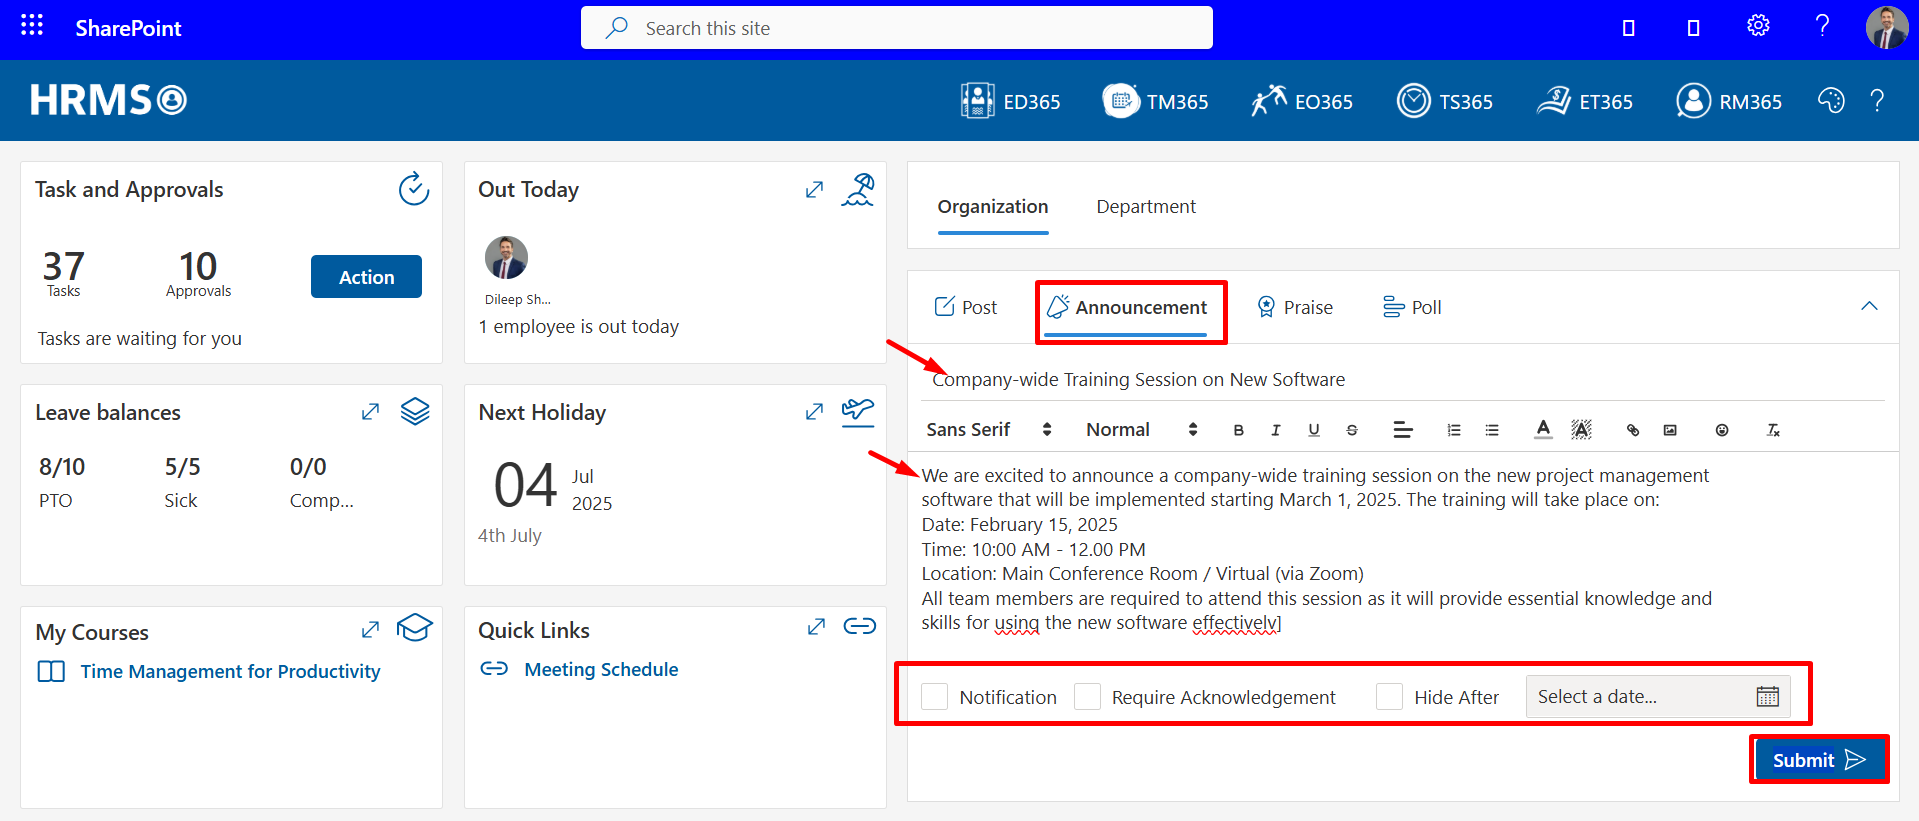 SharePoint
Search this site
HRMS
ED365
TM365
EO365
TS365
ET365
RM365
Task and Approvals
37
Tasks
10
Approvals
Action
Tasks are waiting for you
Out Today
Dileep Sh...
1 employee is out today
Leave balances
8/10
PTO
5/5
Sick
0/0
Comp...
Next Holiday
04
Jul
2025
4th July
My Courses
Time Management for Productivity
Quick Links
Meeting Schedule
Organization
Department
Post
Announcement
Praise
Poll
Company-wide Training Session on New Software
Sans Serif
Normal
We are excited to announce a company-wide training session on the new project management
software that will be implemented starting March 1, 2025. The training will take place on:
Date: February 15, 2025
Time: 10:00 AM - 12.00 PM
Location: Main Conference Room / Virtual (via Zoom)
All team members are required to attend this session as it will provide essential knowledge and
skills for using the new software effectively]
Notification
Require Acknowledgement
Hide After
Select a date...
Submit